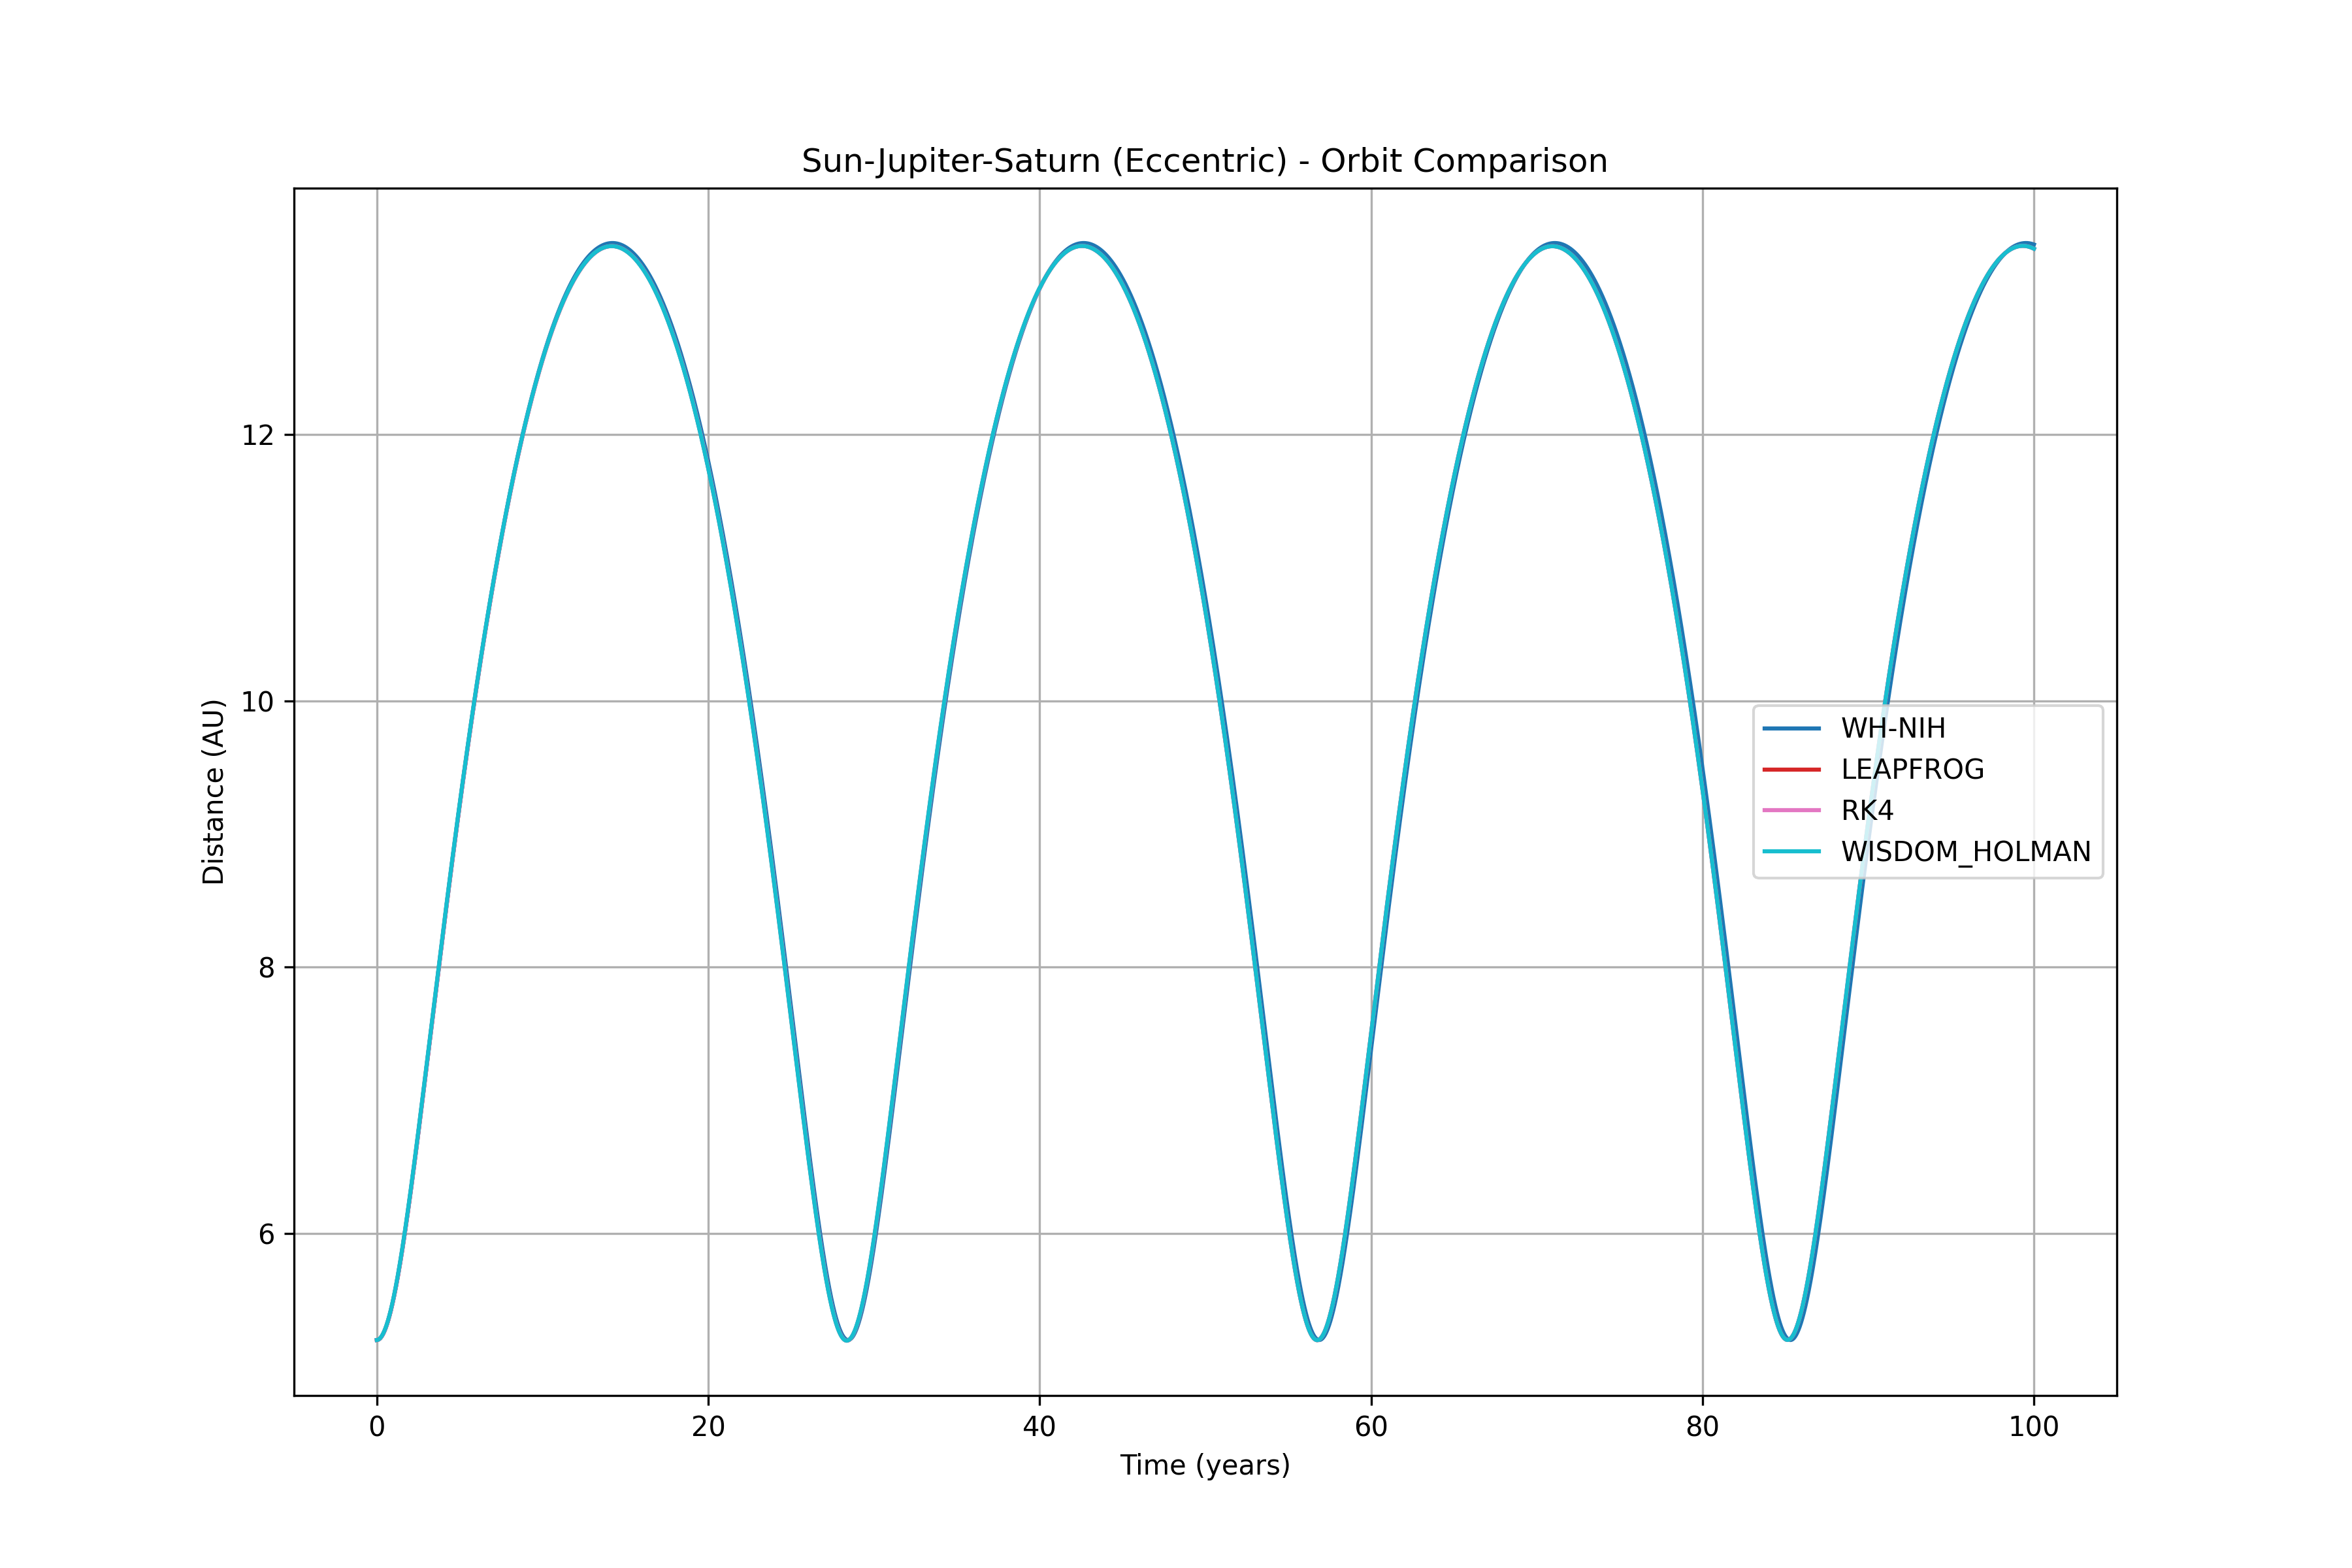 Sun-Jupiter-Saturn (Eccentric) - Orbit Comparison
12
10
8
6
Distance (AU)
WH-NIH
LEAPFROG
RK4
WISDOM_HOLMAN
0 20 40 60 80 100
Time (years)